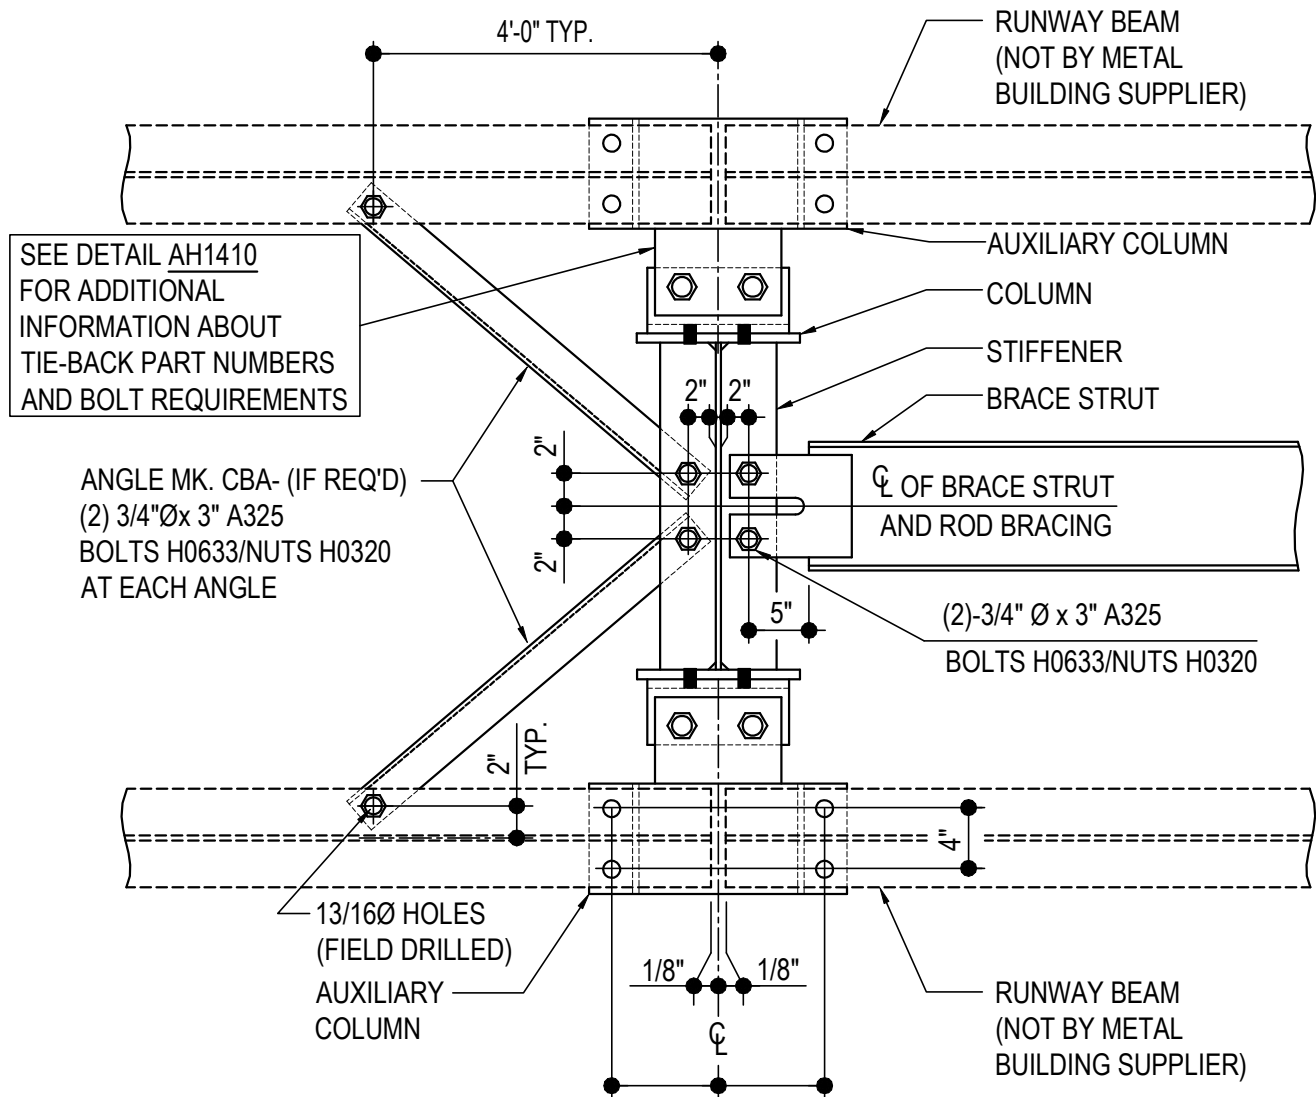 4'-0" TYP.
RUNWAY BEAM
(NOT BY METAL
BUILDING SUPPLIER)
SEE DETAIL AH1410
FOR ADDITIONAL
INFORMATION ABOUT
TIE-BACK PART NUMBERS
AND BOLT REQUIREMENTS
AUXILIARY COLUMN
COLUMN
STIFFENER
BRACE STRUT
2" 2"
2"
2"
ANGLE MK. CBA- (IF REQ'D)
(2) 3/4"Øx 3" A325
BOLTS H0633/NUTS H0320
AT EACH ANGLE
℄ OF BRACE STRUT
AND ROD BRACING
5"
(2)-3/4" Ø x 3" A325
BOLTS H0633/NUTS H0320
2"
TYP.
4"
13/16Ø HOLES
(FIELD DRILLED)
AUXILIARY
COLUMN
1/8" 1/8"
℄
RUNWAY BEAM
(NOT BY METAL
BUILDING SUPPLIER)